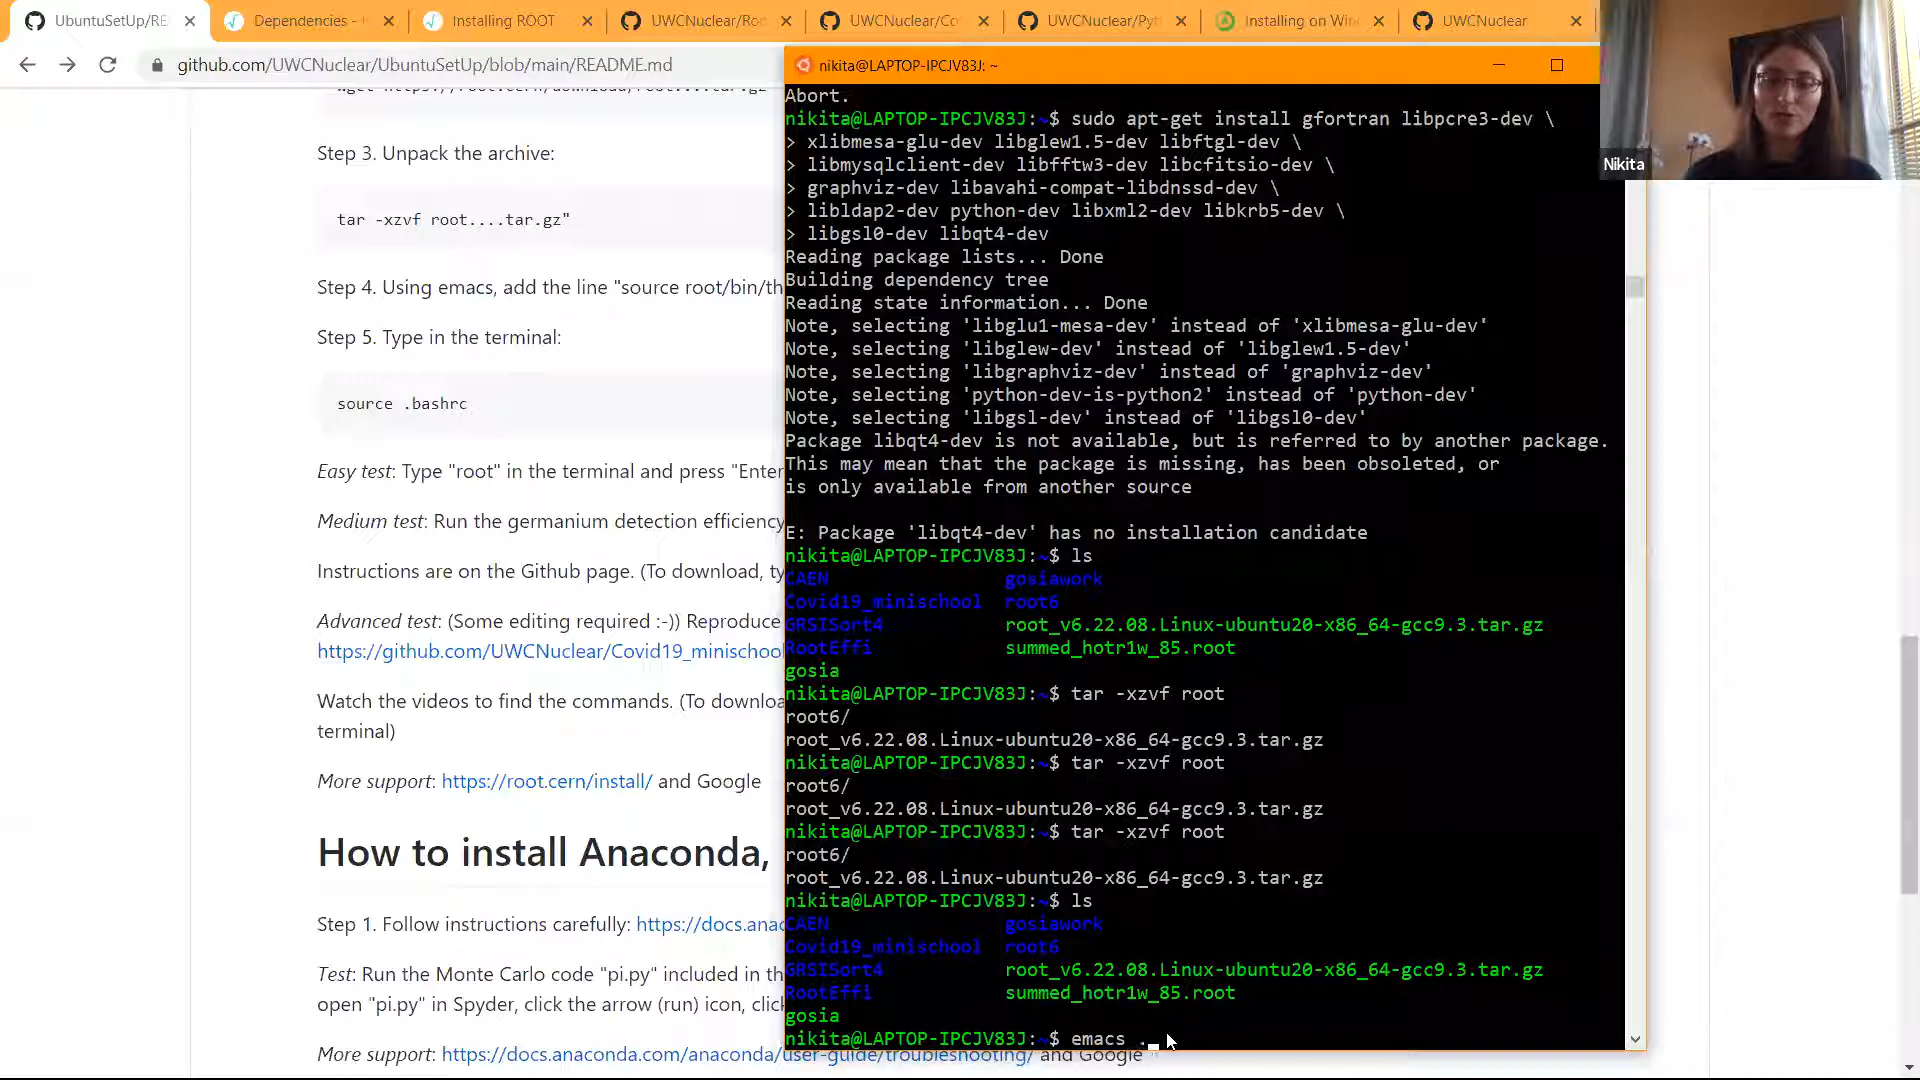 UbuntuSetUp/RE
Dependencies -
Installing ROOT
UWCNuclear/Roo
UWCNuclear/Co
UWCNuclear/Pyt
Installing on Win
UWCNuclear
github.com/UWCNuclear/UbuntuSetUp/blob/main/README.md
wget https://root.cern/download/root....tar.gz
Step 3. Unpack the archive:
tar -xzvf root....tar.gz"
Step 4. Using emacs, add the line "source root/bin/th
Step 5. Type in the terminal:
source .bashrc
Easy test: Type "root" in the terminal and press "Enter
Medium test: Run the germanium detection efficiency
Instructions are on the Github page. (To download, ty
Advanced test: (Some editing required :-)) Reproduce
https://github.com/UWCNuclear/Covid19_minischoo
Watch the videos to find the commands. (To downloa
terminal)
More support: https://root.cern/install/ and Google
How to install Anaconda,
Step 1. Follow instructions carefully: https://docs.anac
Test: Run the Monte Carlo code "pi.py" included in th
open "pi.py" in Spyder, click the arrow (run) icon, clic
More support: https://docs.anaconda.com/anaconda/user-guide/troubleshooting/ and Google
nikita@LAPTOP-IPCJV83J: ~
Abort.
nikita@LAPTOP-IPCJV83J:~$ sudo apt-get install gfortran libpcre3-dev \
> xlibmesa-glu-dev libglew1.5-dev libftgl-dev \
> libmysqlclient-dev libfftw3-dev libcfitsio-dev \
> graphviz-dev libavahi-compat-libdnssd-dev \
> libldap2-dev python-dev libxml2-dev libkrb5-dev \
> libgsl0-dev libqt4-dev
Reading package lists... Done
Building dependency tree
Reading state information... Done
Note, selecting 'libglu1-mesa-dev' instead of 'xlibmesa-glu-dev'
Note, selecting 'libglew-dev' instead of 'libglew1.5-dev'
Note, selecting 'libgraphviz-dev' instead of 'graphviz-dev'
Note, selecting 'python-dev-is-python2' instead of 'python-dev'
Note, selecting 'libgsl-dev' instead of 'libgsl0-dev'
Package libqt4-dev is not available, but is referred to by another package.
This may mean that the package is missing, has been obsoleted, or
is only available from another source
E: Package 'libqt4-dev' has no installation candidate
nikita@LAPTOP-IPCJV83J:~$ ls
CAEN gosiawork
Covid19_minischool root6
GRSISort4 root_v6.22.08.Linux-ubuntu20-x86_64-gcc9.3.tar.gz
RootEffi summed_hotr1w_85.root
gosia
nikita@LAPTOP-IPCJV83J:~$ tar -xzvf root
root6/
root_v6.22.08.Linux-ubuntu20-x86_64-gcc9.3.tar.gz
nikita@LAPTOP-IPCJV83J:~$ tar -xzvf root
root6/
root_v6.22.08.Linux-ubuntu20-x86_64-gcc9.3.tar.gz
nikita@LAPTOP-IPCJV83J:~$ tar -xzvf root
root6/
root_v6.22.08.Linux-ubuntu20-x86_64-gcc9.3.tar.gz
nikita@LAPTOP-IPCJV83J:~$ ls
CAEN gosiawork
Covid19_minischool root6
GRSISort4 root_v6.22.08.Linux-ubuntu20-x86_64-gcc9.3.tar.gz
RootEffi summed_hotr1w_85.root
gosia
nikita@LAPTOP-IPCJV83J:~$ emacs .
Nikita